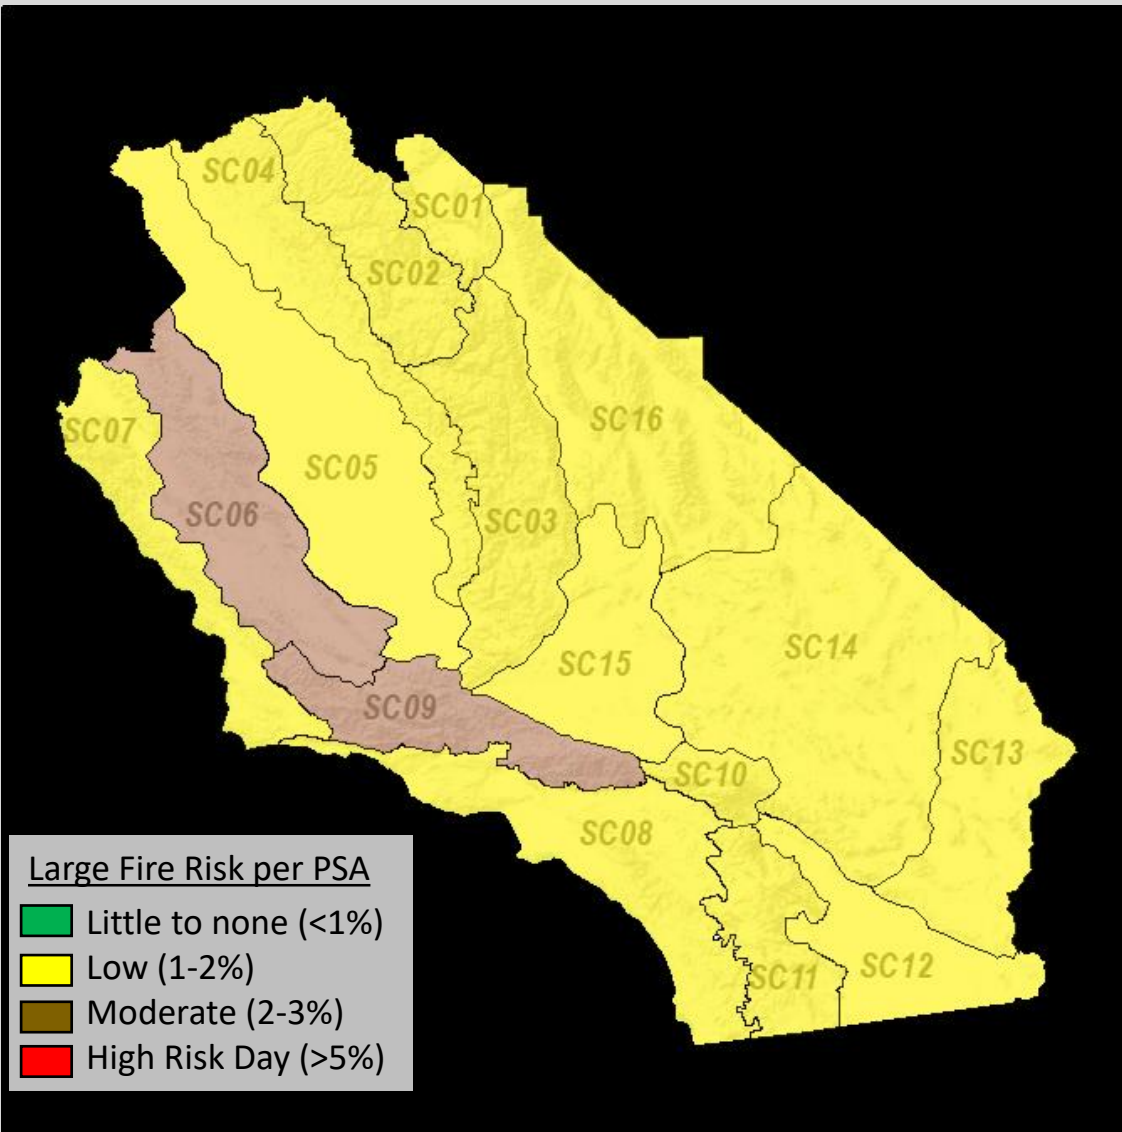 SC04
SC01
SC02
SC16
SC07
SC05
SC06
SC03
SC14
SC15
SC09
SC13
SC10
SC08
SC12
SC11
Large Fire Risk per PSA
Little to none (<1%)
Low (1-2%)
Moderate (2-3%)
High Risk Day (>5%)